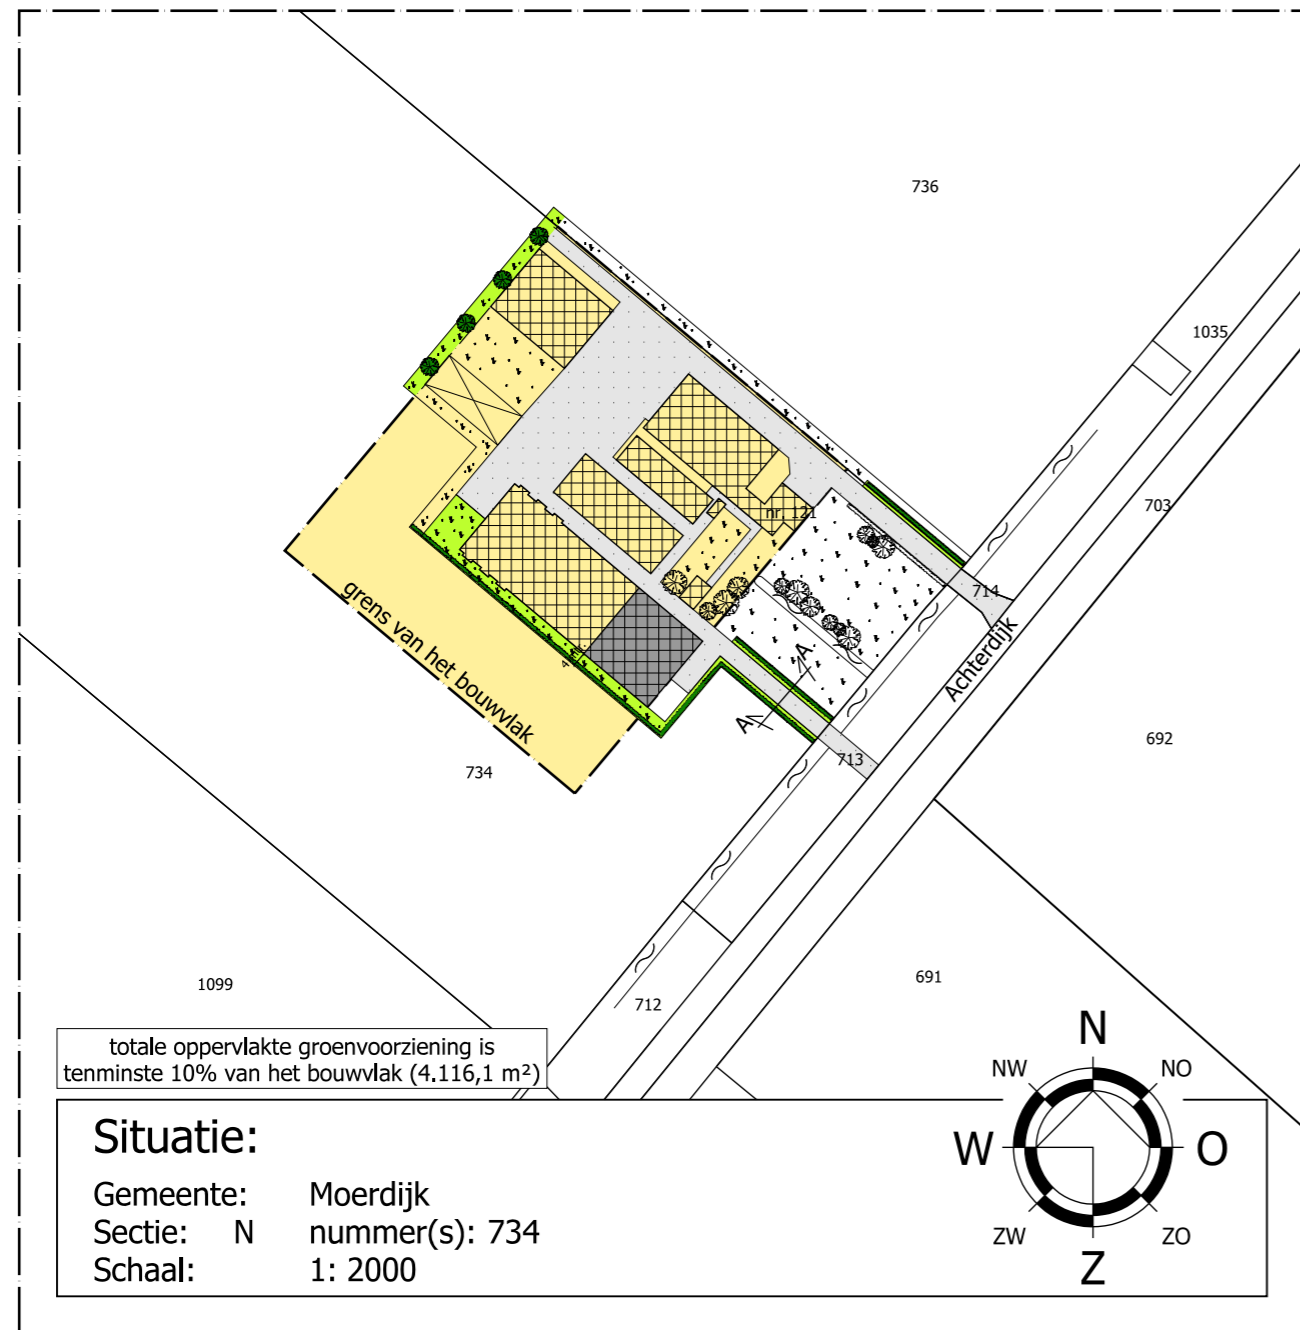 736
1035
703
nr. 121
714
Achterdijk
grens van het bouwvlak
A
A
713
692
734
1099
712
691
totale oppervlakte groenvoorziening is
tenminste 10% van het bouwvlak (4.116,1 m²)
Situatie:
Gemeente: Moerdijk
Sectie: N nummer(s): 734
Schaal: 1: 2000
N
NW NO
W O
ZW ZO
Z